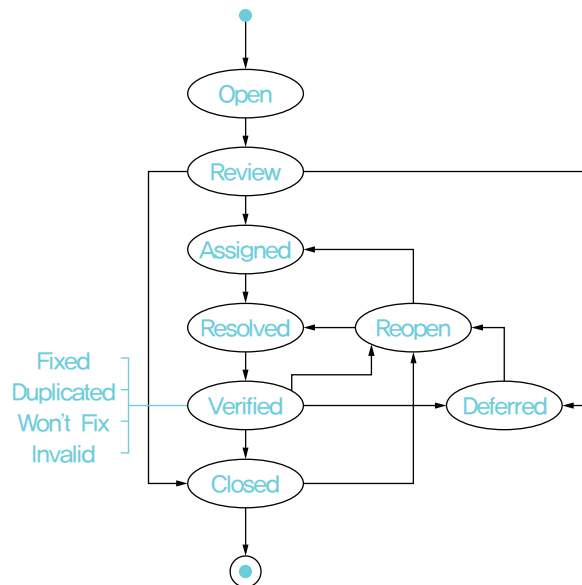 Open
Review
Assigned
Resolved
Reopen
Fixed
Duplicated
Won't Fix
Invalid
Verified
Deferred
Closed